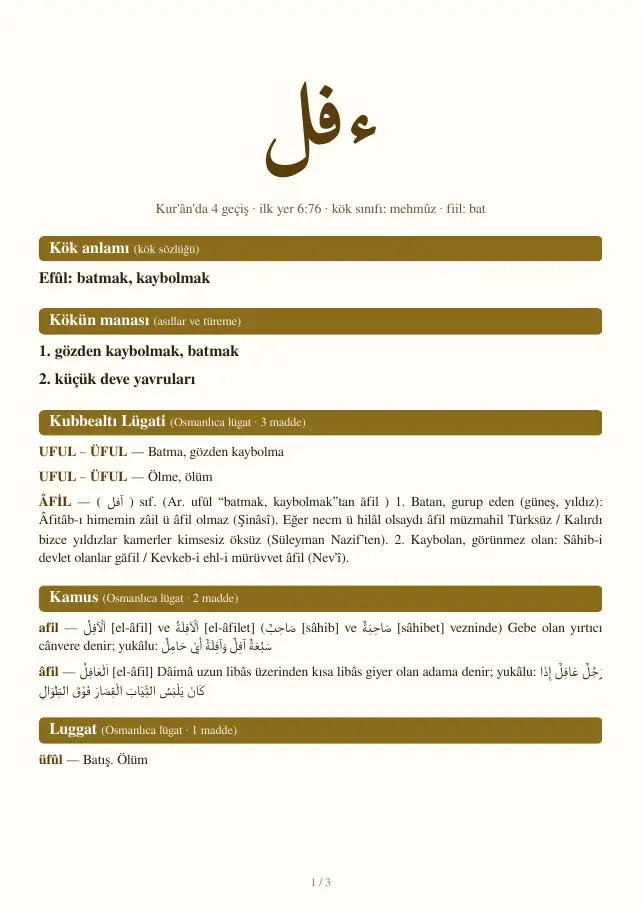 ء فل
Kur'ân'da 4 geçiş · ilk yer 6:76 · kök sınıfı: mehmûz · fiil: bat
Kök anlamı (kök sözlüğü)
Efûl: batmak, kaybolmak
Kökün manası (asıllar ve türeme)
1. gözden kaybolmak, batmak
2. küçük deve yavruları
Kubbealtı Lügati (Osmanlıca lügat · 3 madde)
UFUL – ÜFUL — Batma, gözden kaybolma
UFUL – ÜFUL — Ölme, ölüm
ÂFİL — ( آفل ) sıf. (Ar. ufūl “batmak, kaybolmak”tan āfil ) 1. Batan, gurup eden (güneş, yıldız):
Âfitâb-ı himemin zâil ü âfil olmaz (Şinâsî). Eğer necm ü hilâl olsaydı âfil müzmahil Türksüz / Kalırdı
bizce yıldızlar kamerler kimsesiz öksüz (Süleyman Nazif’ten). 2. Kaybolan, görünmez olan: Sâhib-i
devlet olanlar gāfil / Kevkeb-i ehl-i mürüvvet âfil (Nev’î).
Kamus (Osmanlıca lügat · 2 madde)
afil — اَلْآفِلُ [el-âfil] ve اَلْآفِلَةُ [el-âfilet] (صَاحِبٌ [sâhib] ve صَاحِبَةٌ [sâhibet] vezninde) Gebe olan yırtıcı
cânvere denir; yukâlu: سَبُعَةٌ آفِلٌ وَآفِلَةٌ أَيْ حَامِلٌ
âfil — اَلْعَافِلُ [el-âfil] Dâimâ uzun libâs üzerinden kısa libâs giyer olan adama denir; yukâlu: رَجُلٌ عَافِلٌ إِذَا
كَانَ يَلْبَسُ الثِّيَابَ الْقِصَارَ فَوْقَ الطِّوَالِ
Luggat (Osmanlıca lügat · 1 madde)
üfûl — Batış. Ölüm
1 / 3